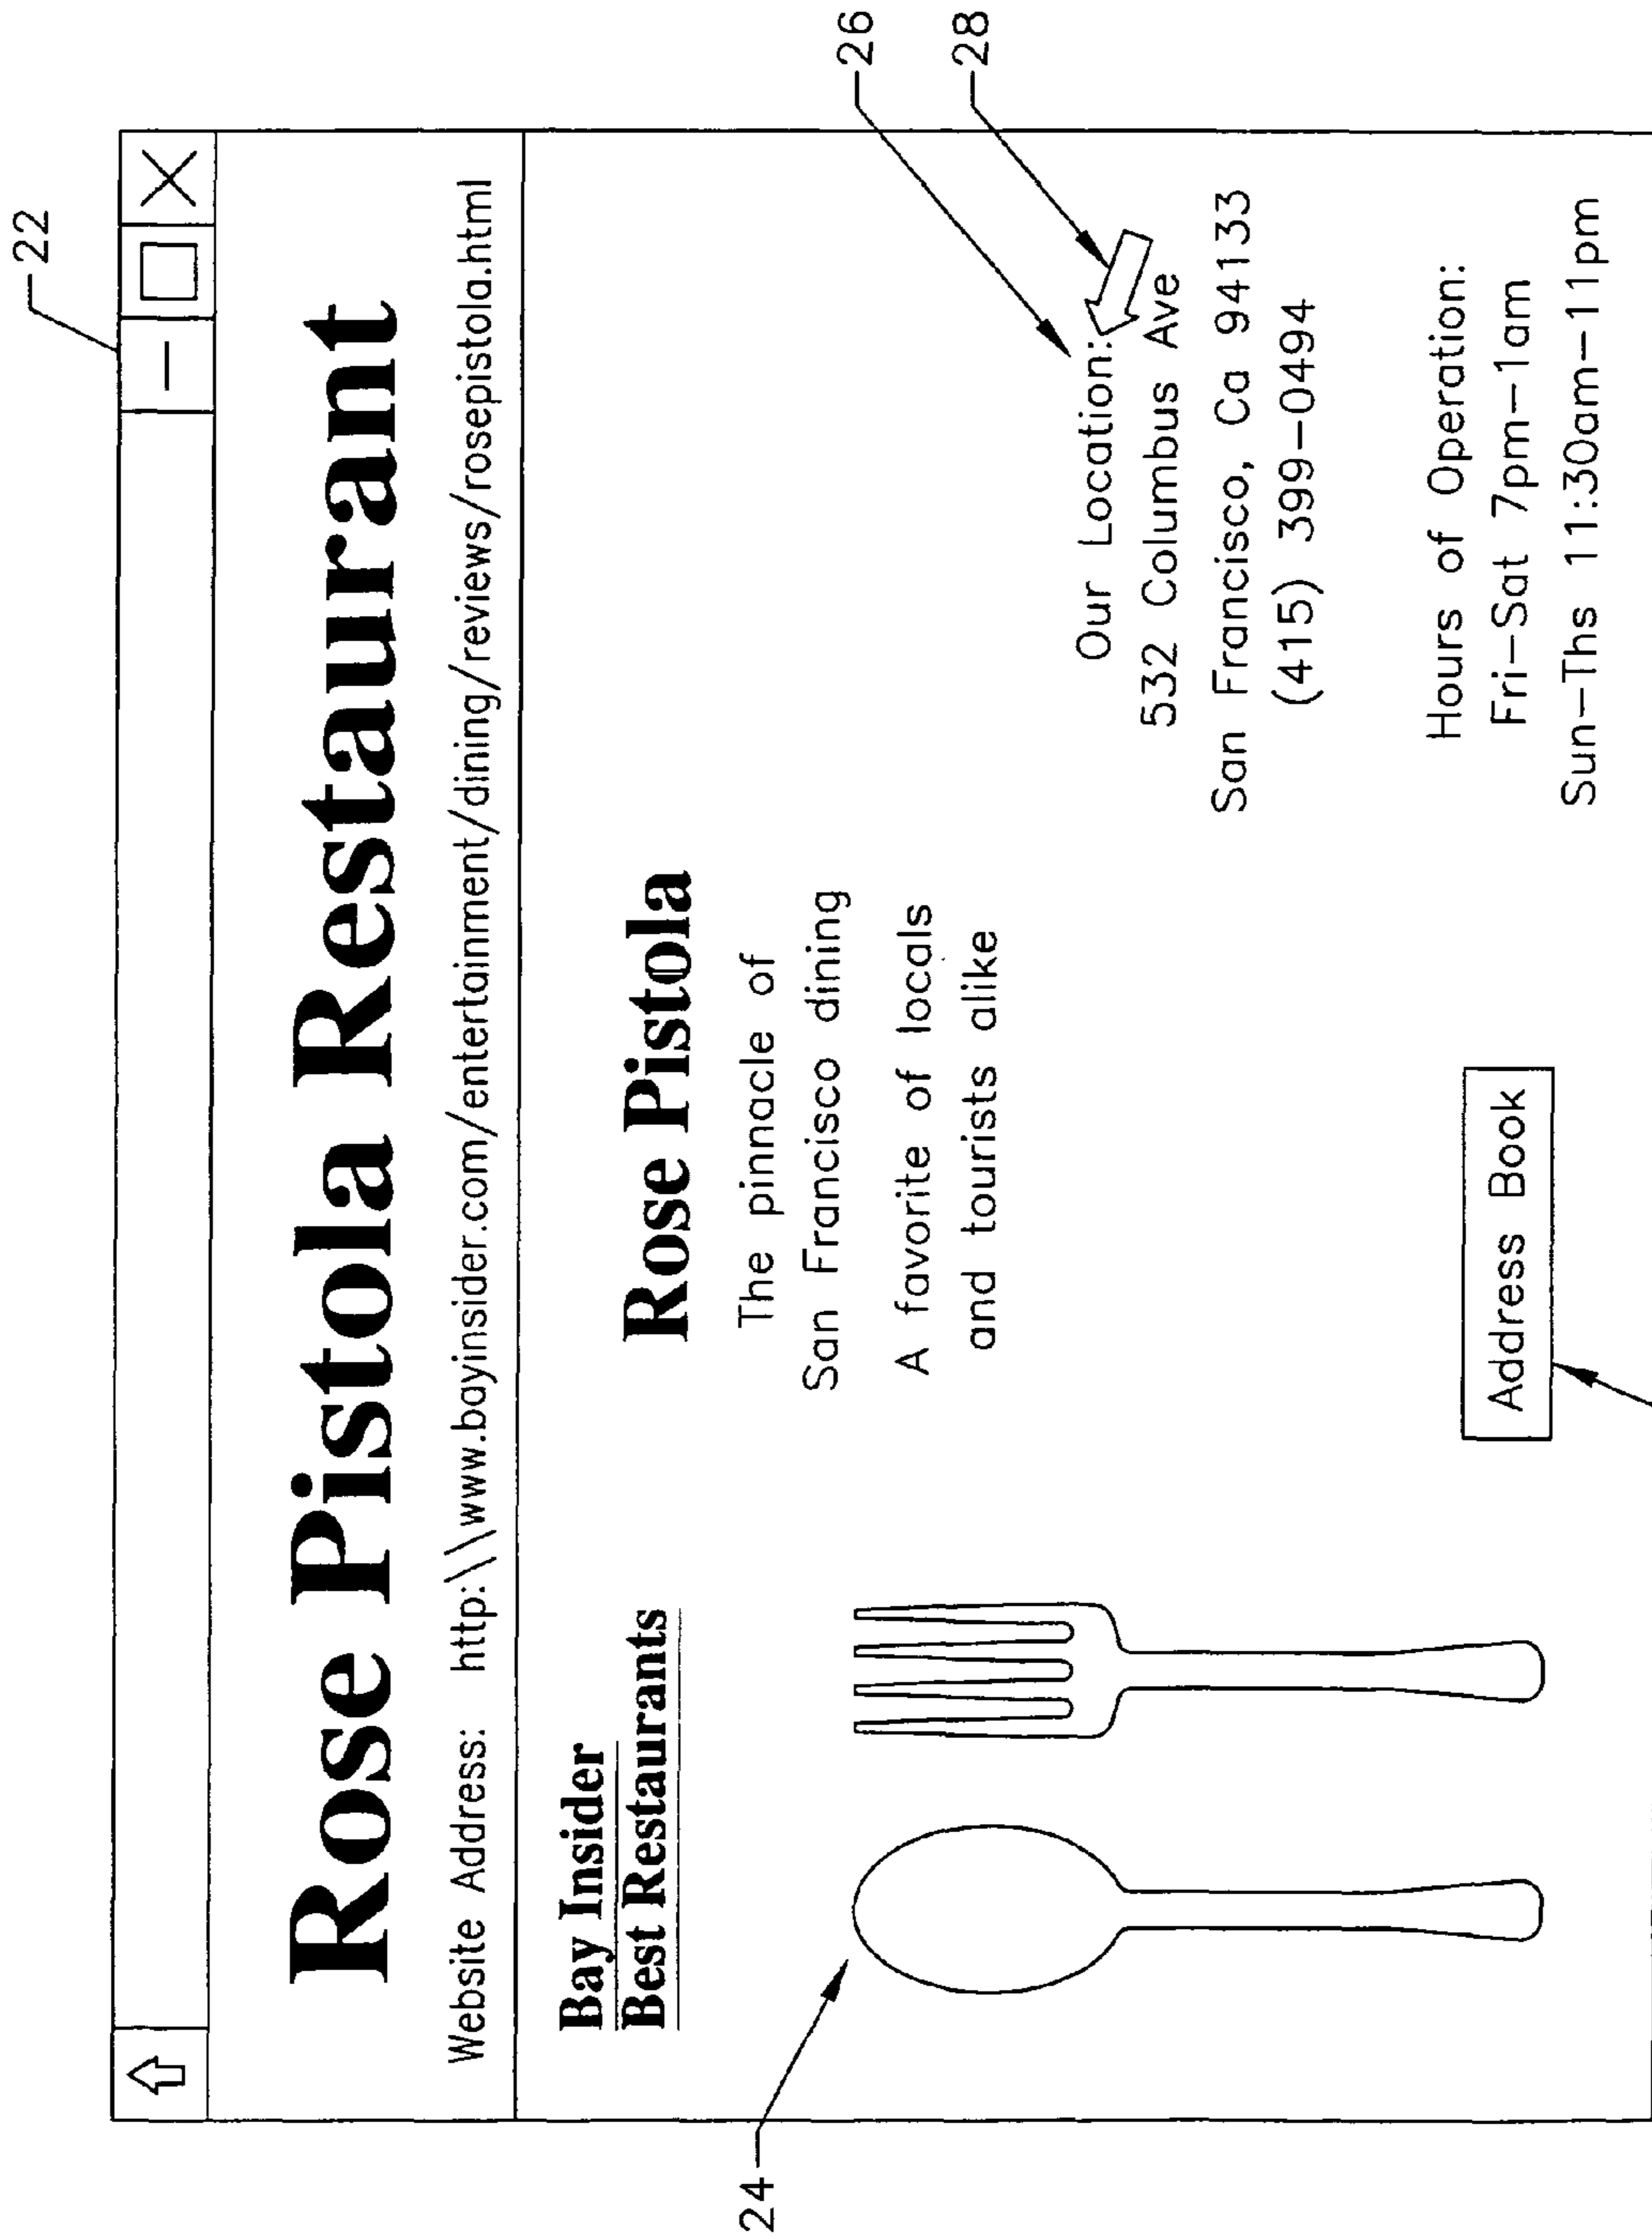 22
Rose Pistola Restaurant
Website Address: http:\\www.bayinsider.com/entertainment/dining/reviews/rosepistola.html
Bay Insider
Best Restaurants
24
Rose Pistola
The pinnacle of
San Francisco dining
A favorite of locals
and tourists alike
Address Book
26
28
Our Location:
532 Columbus Ave
San Francisco, Ca 94133
(415) 399-0494
Hours of Operation:
Fri-Sat 7pm-1am
Sun-Ths 11:30am-11pm